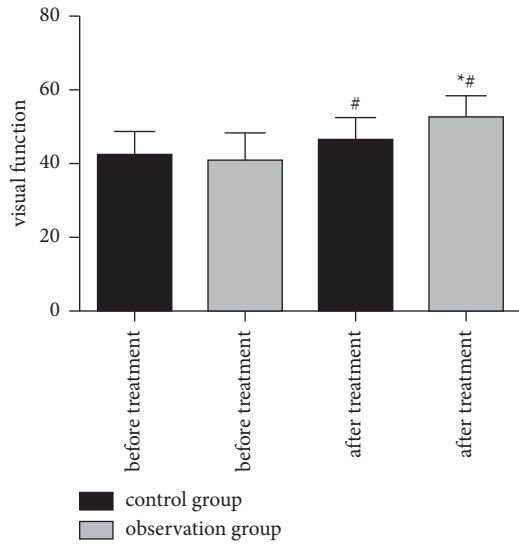 80
60
40
20
0
visual function
#
*#
before treatment
before treatment
after treatment
after treatment
control group
observation group